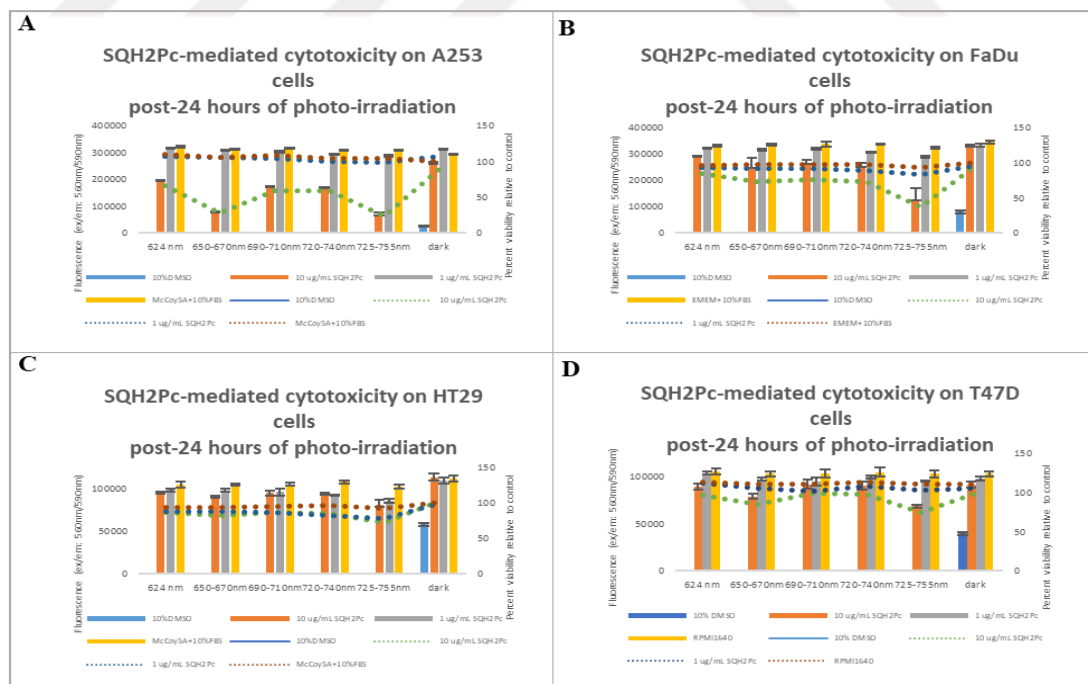 A
SQH2Pc-mediated cytotoxicity on A253
cells
post-24 hours of photo-irradiation
Fluorescence (ex/em: 560nm/590nm)
400000
300000
200000
100000
0
150
100
50
0
Percent viability relative to control
624 nm 650-670nm 690-710nm 720-740nm 725-755nm dark
10%DMSO 10 ug/mL SQH2Pc 1 ug/mL SQH2Pc
McCoy5A+10%FBS 10%DMSO 10 ug/mL SQH2Pc
1 ug/mL SQH2Pc McCoy5A+10%FBS
B
SQH2Pc-mediated cytotoxicity on FaDu
cells
post-24 hours of photo-irradiation
Fluorescence (ex/em: 560nm/590nm)
400000
300000
200000
100000
0
150
100
50
0
Percent viability relative to control
624 nm 650-670nm 690-710nm 720-740nm 725-755nm dark
10%DMSO 10 ug/mL SQH2Pc 1 ug/mL SQH2Pc
EMEM+10%FBS 10%DMSO 10 ug/mL SQH2Pc
1 ug/mL SQH2Pc EMEM+10%FBS
C
SQH2Pc-mediated cytotoxicity on HT29
cells
post-24 hours of photo-irradiation
Fluorescence (ex/em: 560nm/590nm)
100000
50000
0
150
100
50
0
Percent viability relative to control
624 nm 650-670nm 690-710nm 720-740nm 725-755nm dark
10%DMSO 10 ug/mL SQH2Pc 1 ug/mL SQH2Pc
McCoy5A+10%FBS 10%DMSO 10 ug/mL SQH2Pc
1 ug/mL SQH2Pc McCoy5A+10%FBS
D
SQH2Pc-mediated cytotoxicity on T47D
cells
post-24 hours of photo-irradiation
Fluorescence (ex/em: 560nm/590nm)
100000
50000
0
150
100
50
0
Percent viability relative to control
624 nm 650-670nm 690-710nm 720-740nm 725-755nm dark
10% DMSO 10 ug/mL SQH2Pc 1 ug/mL SQH2Pc
RPMI1640 10% DMSO 10 ug/mL SQH2Pc
1 ug/mL SQH2Pc RPMI1640